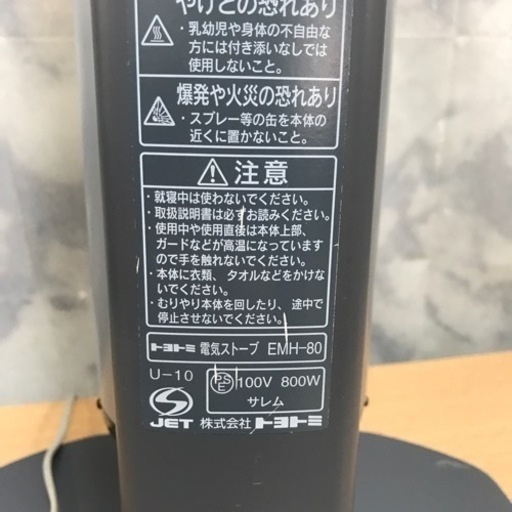 やけどの恐れあり
・乳幼児や身体の不自由な
方には付き添いなしでは
使用しないこと。
爆発や火災の恐れあり
・スプレー等の缶を本体の
近くに置かないこと。
注意
・就寝中は使わないでください。
・取扱説明書は必ずお読みください。
・使用中や使用直後は本体上部、
ガードなどが高温になっています
ので手を触れないでください。
・本体に衣類、タオルなどをかけな
いでください。
・むりやり本体を回したり、途中で
停止させないでください。
トヨトミ 電気ストーブ EMH-80
U-10 PSE 100V 800W
サレム
JET 株式会社 トヨトミ